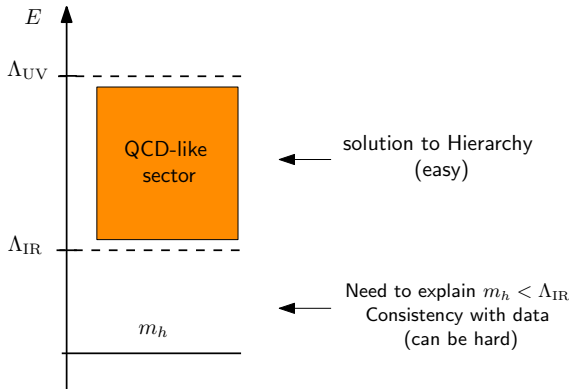 E
Λ_UV
QCD-like
sector
solution to Hierarchy
(easy)
Λ_IR
Need to explain m_h < Λ_IR
Consistency with data
(can be hard)
m_h